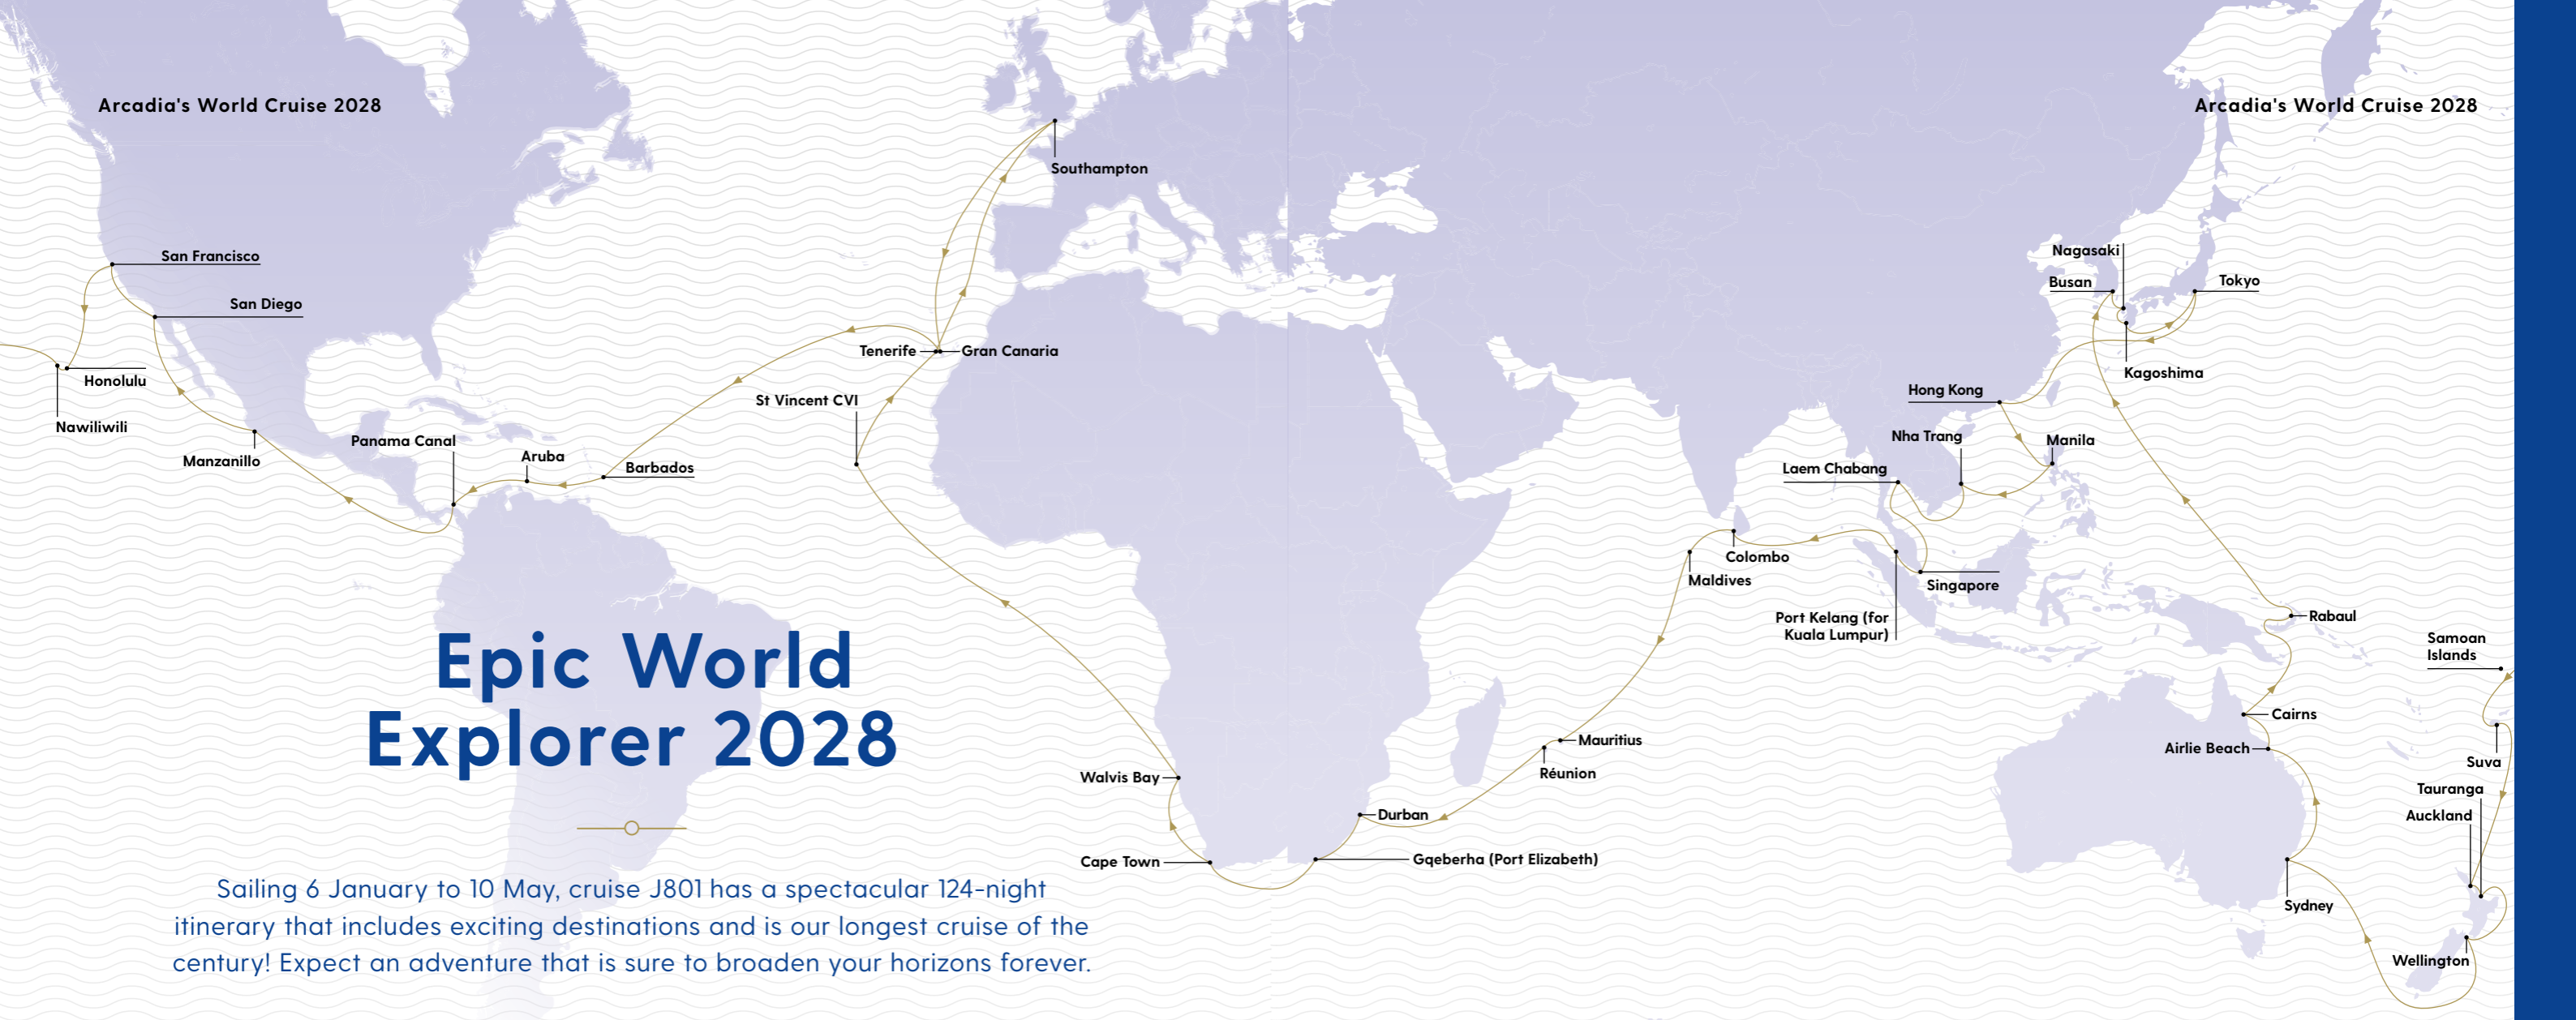 Arcadia's World Cruise 2028
Arcadia's World Cruise 2028
Southampton
San Francisco
San Diego
Honolulu
Nawiliwili
Manzanillo
Panama Canal
Aruba
Barbados
Tenerife
Gran Canaria
St Vincent CVI
Nagasaki
Busan
Tokyo
Kagoshima
Hong Kong
Nha Trang
Manila
Laem Chabang
Colombo
Maldives
Singapore
Port Kelang (for
Kuala Lumpur)
Rabaul
Samoan
Islands
Cairns
Airlie Beach
Suva
Tauranga
Auckland
Mauritius
Réunion
Walvis Bay
Durban
Cape Town
Gqeberha (Port Elizabeth)
Sydney
Wellington
Epic World
Explorer 2028
Sailing 6 January to 10 May, cruise J801 has a spectacular 124-night
itinerary that includes exciting destinations and is our longest cruise of the
century! Expect an adventure that is sure to broaden your horizons forever.